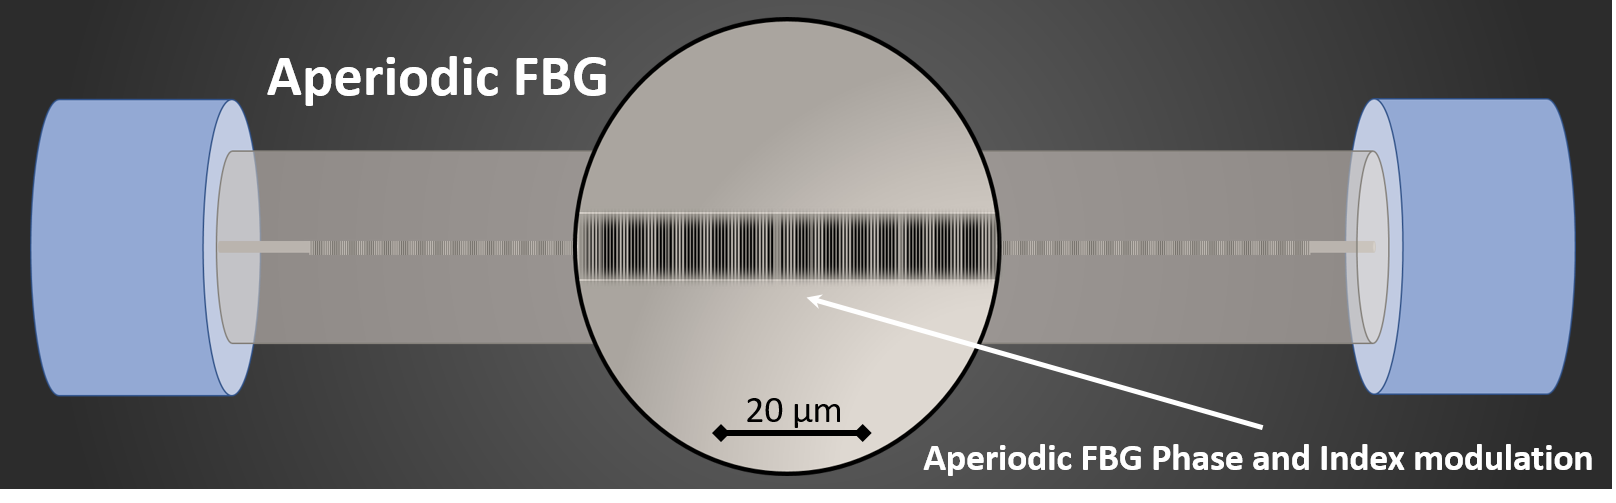 Aperiodic FBG
20 µm
Aperiodic FBG Phase and Index modulation